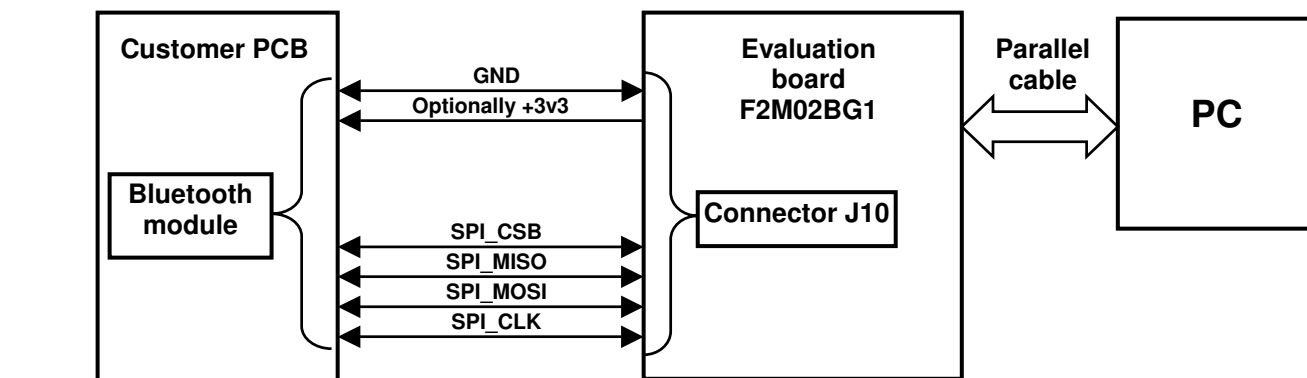 Customer PCB
Bluetooth
module
GND
Optionally +3v3
SPI_CSB
SPI_MISO
SPI_MOSI
SPI_CLK
Evaluation
board
F2M02BG1
Connector J10
Parallel
cable
PC